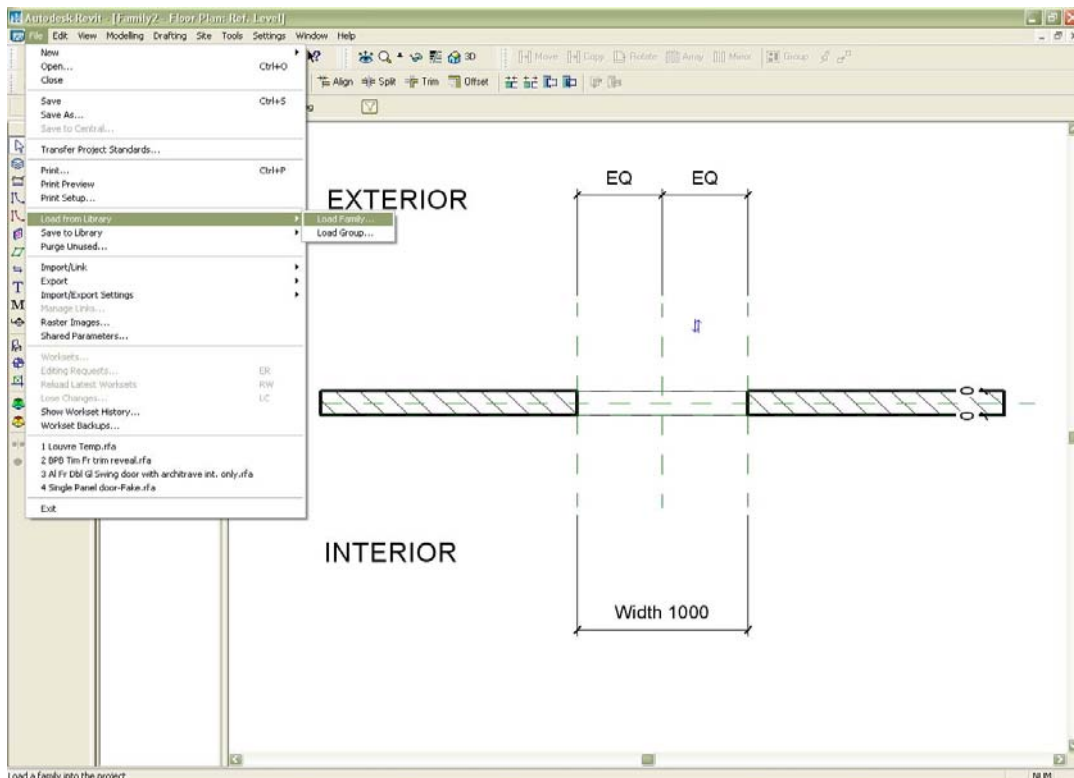 Autodesk Revit - [Family2 - Floor Plan: Ref. Level]
File Edit View Modelling Drafting Site Tools Settings Window Help
New
Open... Ctrl+O
Close
Save Ctrl+S
Save As...
Save to Central...
Transfer Project Standards...
Print... Ctrl+P
Print Preview
Print Setup...
Load from Library
Load Family...
Save to Library
Load Group...
Purge Unused...
Import/Link
Export
Import/Export Settings
Manage Links...
Raster Images...
Shared Parameters...
Worksets...
Editing Requests... ER
Reload Latest Worksets RW
Lose Changes... LC
Show Workset History...
Workset Backups...
1 Louvre Temp.rfa
2 BPB Tim Fr trim reveal.rfa
3 Al Fr Dbl Gl Swing door with architrave int. only.rfa
4 Single Panel door-Fake.rfa
Exit
3D Move Copy Rotate Array Mirror Group
Align Split Trim Offset
EQ EQ
EXTERIOR
0
0
INTERIOR
Width 1000
Load a family into the project
NUM